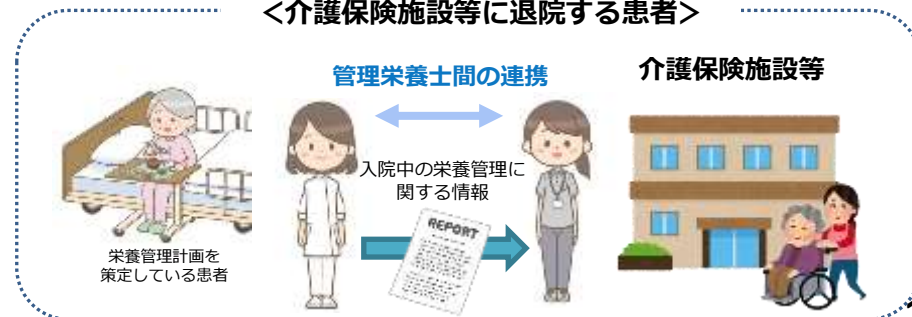 ＜介護保険施設等に退院する患者＞
管理栄養士間の連携
介護保険施設等
入院中の栄養管理に
関する情報
REPORT
栄養管理計画を
策定している患者